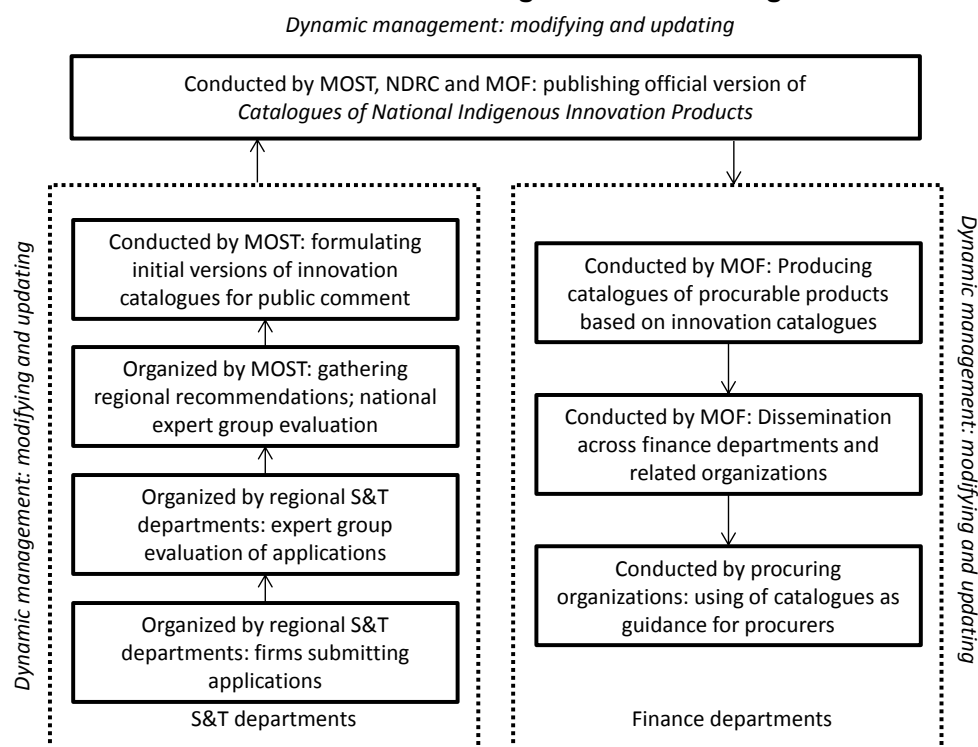 Dynamic management: modifying and updating
Conducted by MOST, NDRC and MOF: publishing official version of
Catalogues of National Indigenous Innovation Products
Dynamic management: modifying and updating
Conducted by MOST: formulating
initial versions of innovation
catalogues for public comment
Organized by MOST: gathering
regional recommendations; national
expert group evaluation
Organized by regional S&T
departments: expert group
evaluation of applications
Organized by regional S&T
departments: firms submitting
applications
S&T departments
Conducted by MOF: Producing
catalogues of procurable products
based on innovation catalogues
Conducted by MOF: Dissemination
across finance departments and
related organizations
Conducted by procuring
organizations: using of catalogues as
guidance for procurers
Finance departments
Dynamic management: modifying and updating